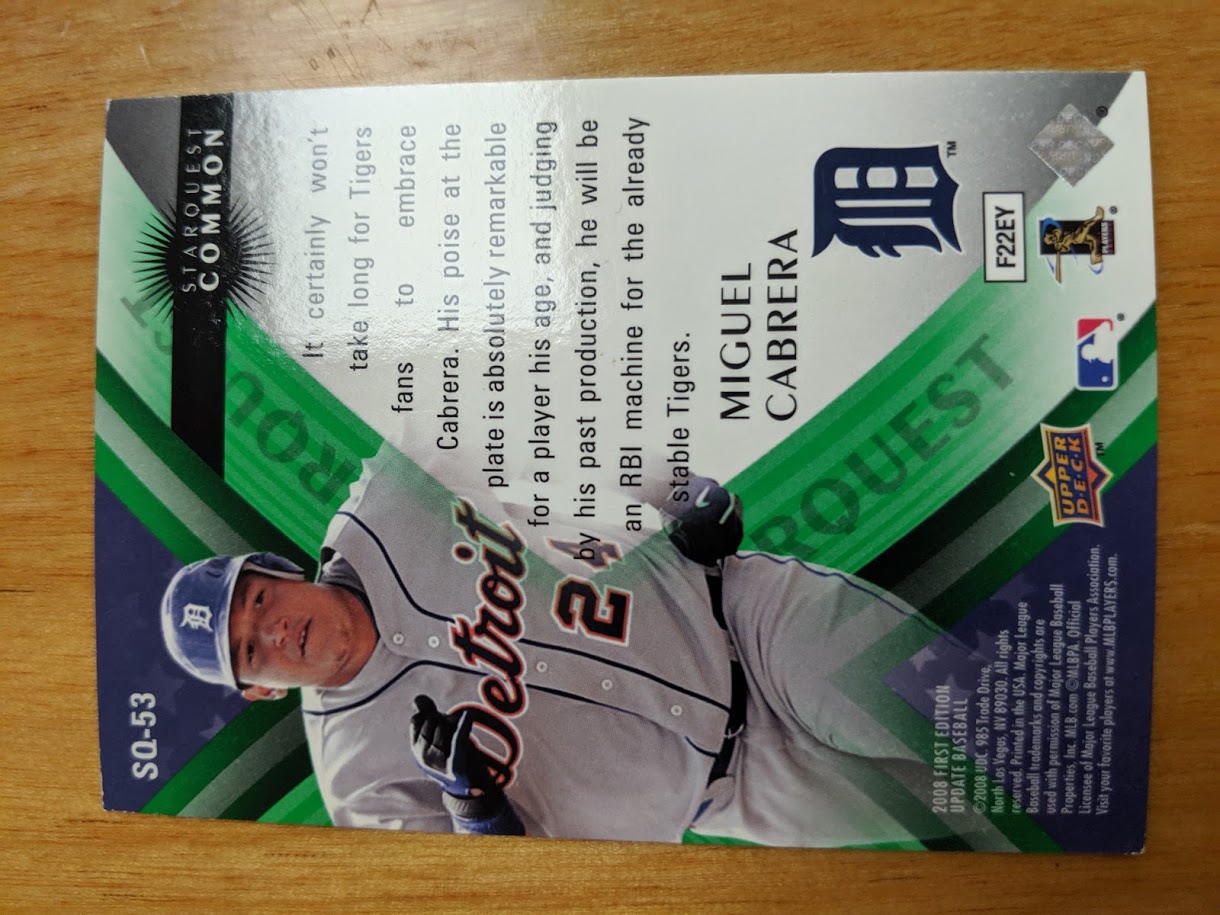 SQ-53
STARQUEST
COMMON
RQUEST
It certainly won't
take long for Tigers
fans to embrace
Cabrera. His poise at the
plate is absolutely remarkable
for a player his age, and judging
by his past production, he will be
an RBI machine for the already
stable Tigers.
D
Detroit
24
MIGUEL
CABRERA
D
TM
RQUEST
2008 FIRST EDITION
UPDATE BASEBALL
©2008 UDC. 985 Trade Drive,
North Las Vegas, NV 89030. All rights
reserved. Printed in the USA. Major League
Baseball trademarks and copyrights are
used with permission of Major League Baseball
Properties, Inc. MLB.com ©MLBPA. Official
Licensee of Major League Baseball Players Association.
Visit your favorite players at www.MLBPLAYERS.com.
F22EY
UPPER
D·E·C·K
TM
®
PLAYERS
®
®